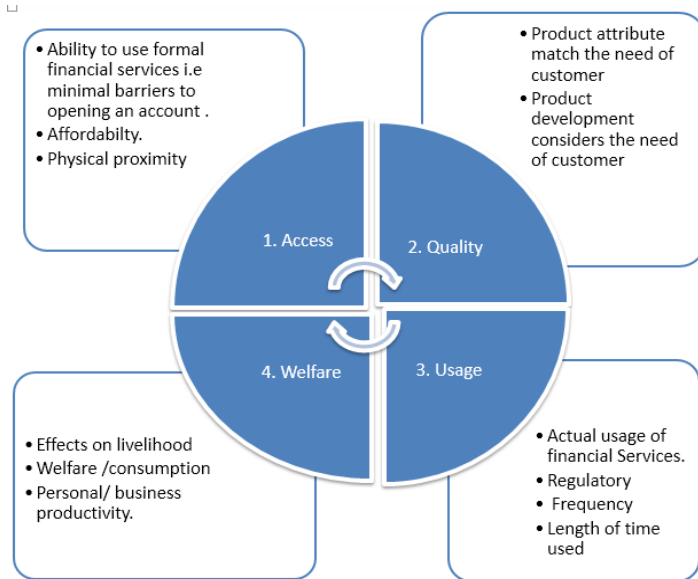 • Ability to use formal
financial services i.e
minimal barriers to
opening an account .
• Affordabilty.
• Physical proximity
• Product attribute
match the need of
customer
• Product
development
considers the need
of customer
1. Access
2. Quality
4. Welfare
3. Usage
• Effects on livelihood
• Welfare /consumption
• Personal/ business
productivity.
• Actual usage of
financial Services.
• Regulatory
• Frequency
• Length of time
used